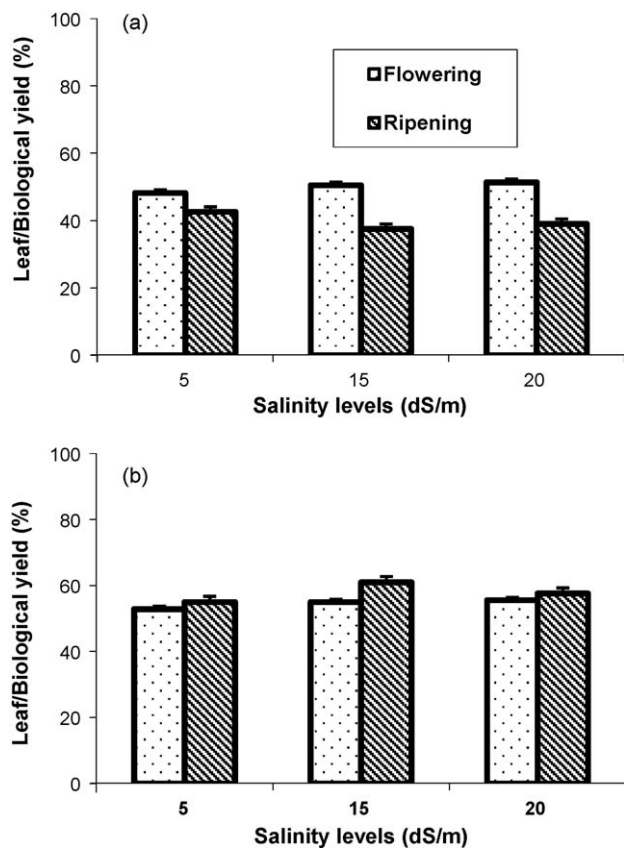 (a)
Flowering
Ripening
Leaf/Biological yield (%)
100
80
60
40
20
0
5 15 20
Salinity levels (dS/m)
(b)
Leaf/Biological yield (%)
100
80
60
40
20
0
5 15 20
Salinity levels (dS/m)